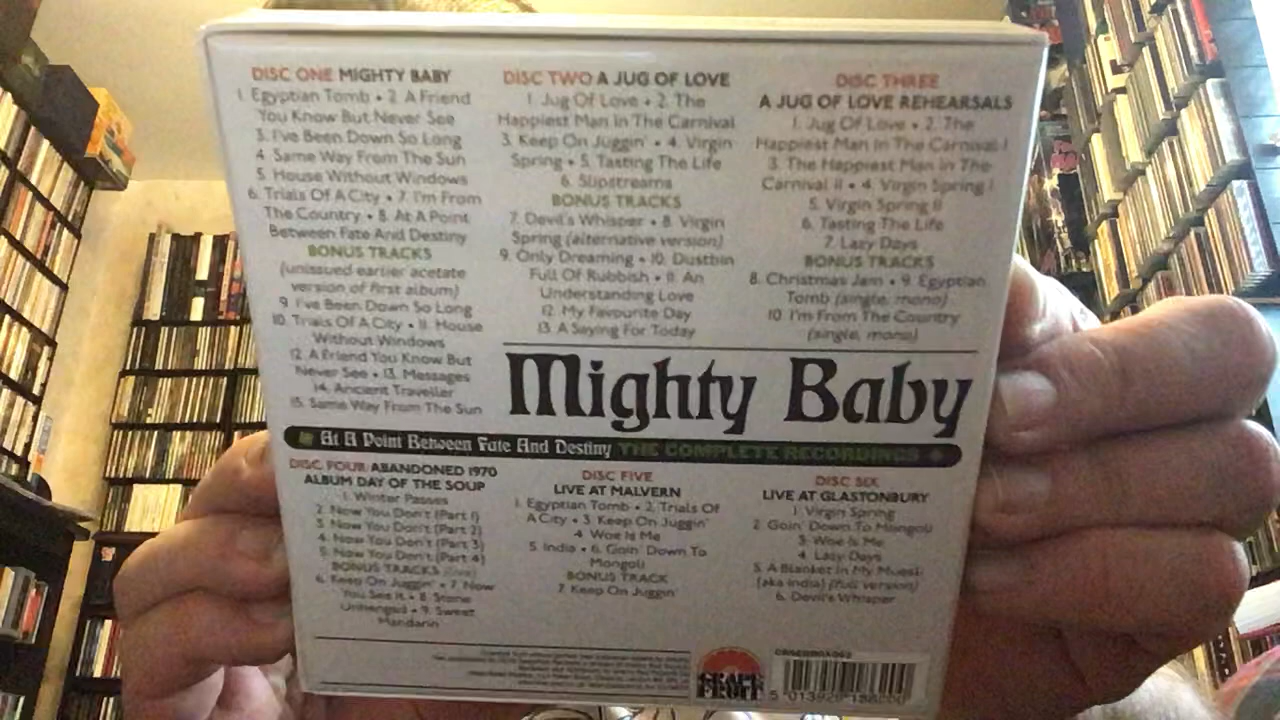 DISC ONE MIGHTY BABY
1. Egyptian Tomb • 2. A Friend
You Know But Never See
3. I've Been Down So Long
4. Same Way From The Sun
5. House Without Windows
6. Trials Of A City • 7. I'm From
The Country • 8. At A Point
Between Fate And Destiny
BONUS TRACKS
(unissued earlier acetate
version of first album)
9. I've Been Down So Long
10. Trials Of A City • 11. House
Without Windows
12. A Friend You Know But
Never See • 13. Messages
14. Ancient Traveller
15. Same Way From The Sun
DISC TWO A JUG OF LOVE
1. Jug Of Love • 2. The
Happiest Man In The Carnival
3. Keep On Juggin' • 4. Virgin
Spring • 5. Tasting The Life
6. Slipstreams
BONUS TRACKS
7. Devil's Whisper • 8. Virgin
Spring (alternative version)
9. Only Dreaming • 10. Dustbin
Full Of Rubbish • 11. An
Understanding Love
12. My Favourite Day
13. A Saying For Today
DISC THREE
A JUG OF LOVE REHEARSALS
1. Jug Of Love • 2. The
Happiest Man In The Carnival I
3. The Happiest Man In The
Carnival II • 4. Virgin Spring I
5. Virgin Spring II
6. Tasting The Life
7. Lazy Days
BONUS TRACKS
8. Christmas Jam • 9. Egyptian
Tomb (single, mono)
10. I'm From The Country
(single, mono)
Mighty Baby
At A Point Between Fate And Destiny THE COMPLETE RECORDINGS
DISC FOUR ABANDONED 1970
ALBUM DAY OF THE SOUP
1. Winter Passes
2. Now You Don't (Part 1)
3. Now You Don't (Part 2)
4. Now You Don't (Part 3)
5. Now You Don't (Part 4)
BONUS TRACKS (live)
6. Keep On Juggin' • 7. Now
You See It • 8. Stone
Unhenged • 9. Sweet
Mandarin
DISC FIVE
LIVE AT MALVERN
1. Egyptian Tomb • 2. Trials Of
A City • 3. Keep On Juggin'
4. Woe Is Me
5. India • 6. Goin' Down To
Mongoli
BONUS TRACK
7. Keep On Juggin'
DISC SIX
LIVE AT GLASTONBURY
1. Virgin Spring
2. Goin' Down To Mongoli
3. Woe Is Me
4. Lazy Days
5. A Blanket In My Muesli
(aka India) (full version)
6. Devil's Whisper
GRAPE
FRUIT
CRSEGBOX062